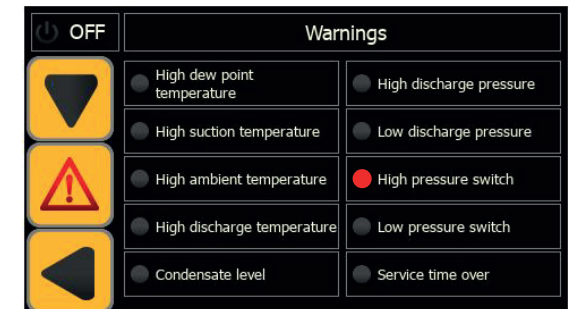 OFF
Warnings
High dew point
temperature
High discharge pressure
High suction temperature
Low discharge pressure
High ambient temperature
High pressure switch
High discharge temperature
Low pressure switch
Condensate level
Service time over